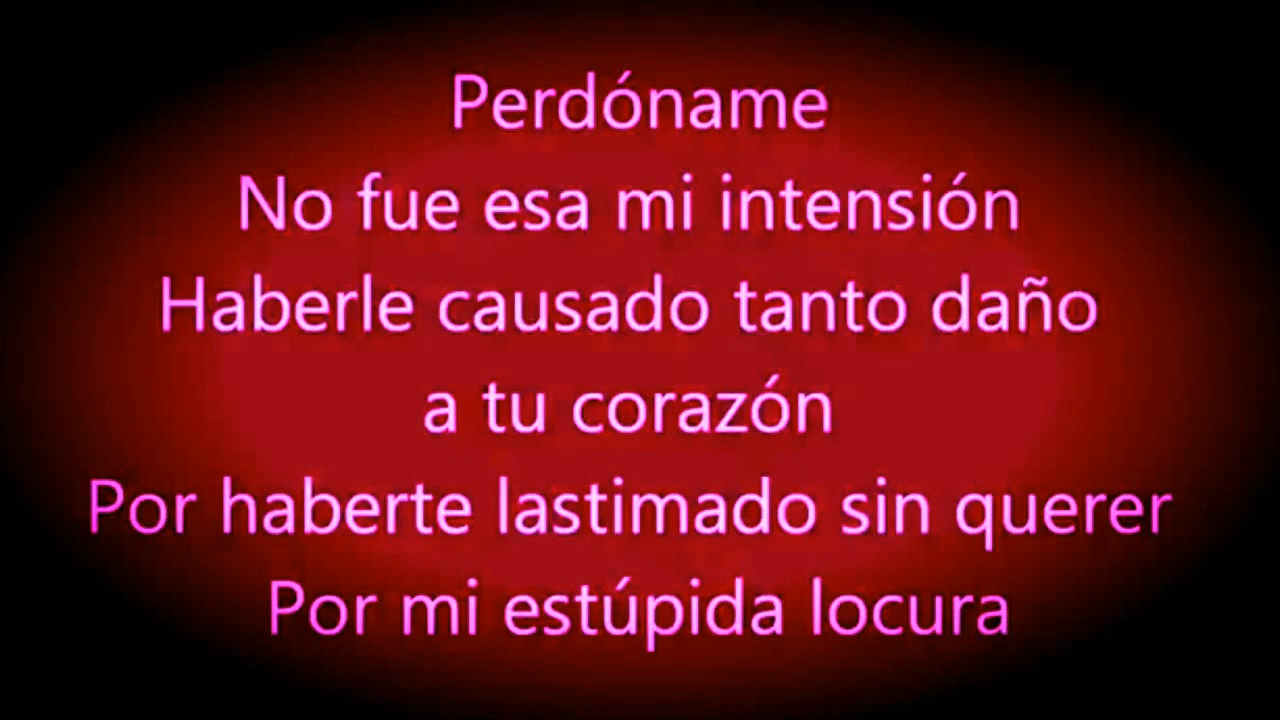 Perdóname
No fue esa mi intensión
Haberle causado tanto daño
a tu corazón
Por haberte lastimado sin querer
Por mi estúpida locura